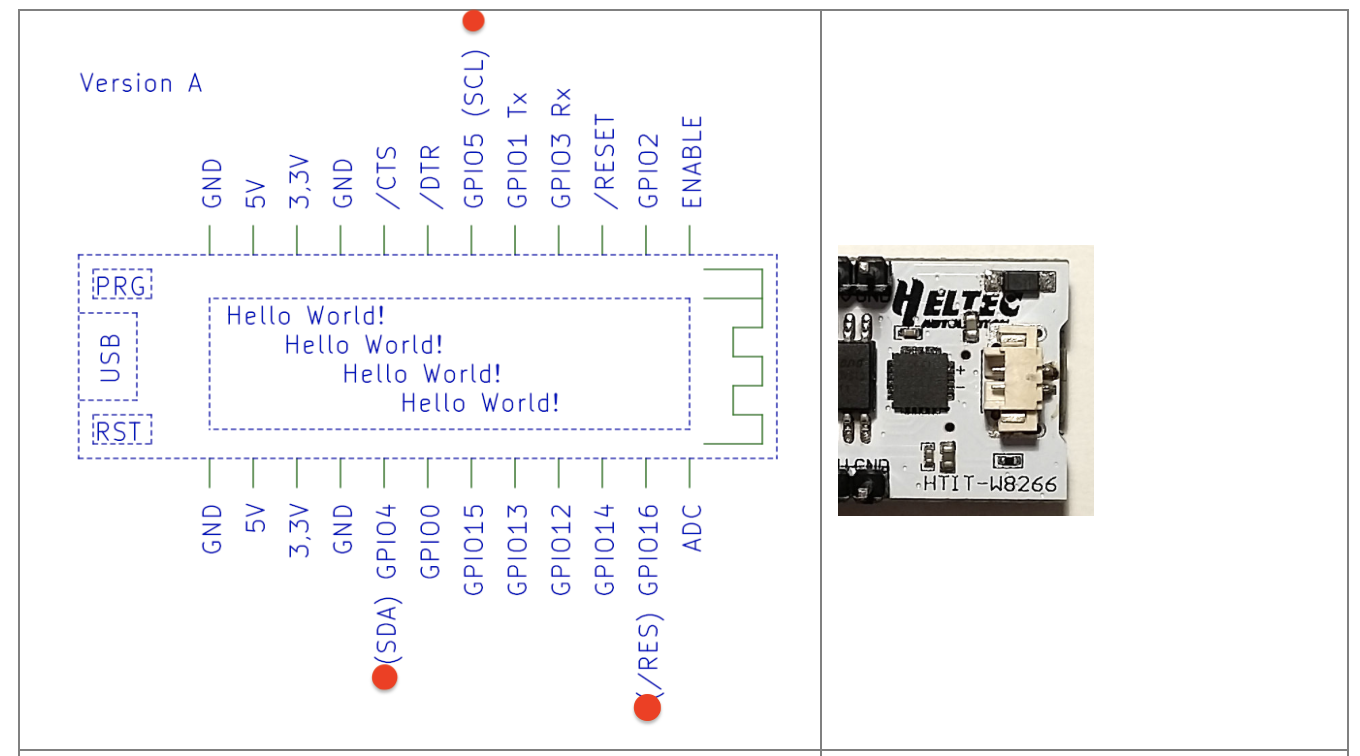 Version A
GND
5V
3,3V
GND
/CTS
/DTR
GPIO5 (SCL)
GPIO1 Tx
GPIO3 Rx
/RESET
GPIO2
ENABLE
PRG
USB
RST
Hello World!
Hello World!
Hello World!
Hello World!
GND
5V
3,3V
GND
(SDA) GPIO4
GPIO0
GPIO15
GPIO13
GPIO12
GPIO14
(/RES) GPIO16
ADC
GND
HELTEC
+
-
GND
HTIT-W8266